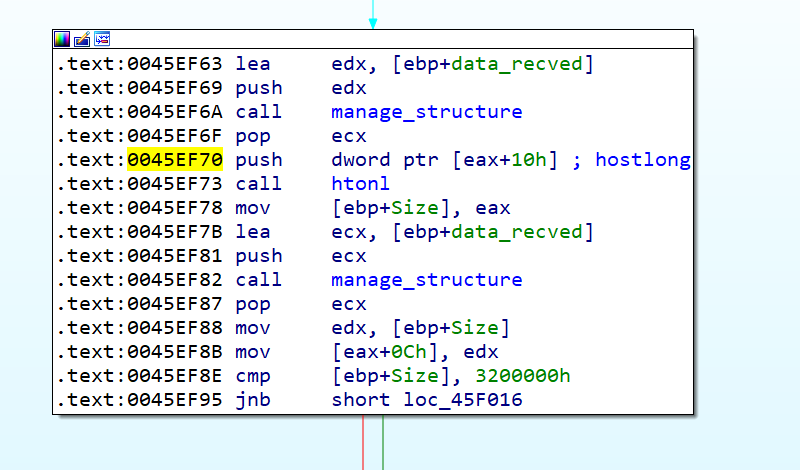 .text:0045EF63 lea     edx, [ebp+data_recved]
.text:0045EF69 push    edx
.text:0045EF6A call    manage_structure
.text:0045EF6F pop     ecx
.text:0045EF70 push    dword ptr [eax+10h] ; hostlong
.text:0045EF73 call    htonl
.text:0045EF78 mov     [ebp+Size], eax
.text:0045EF7B lea     ecx, [ebp+data_recved]
.text:0045EF81 push    ecx
.text:0045EF82 call    manage_structure
.text:0045EF87 pop     ecx
.text:0045EF88 mov     edx, [ebp+Size]
.text:0045EF8B mov     [eax+0Ch], edx
.text:0045EF8E cmp     [ebp+Size], 3200000h
.text:0045EF95 jnb     short loc_45F016